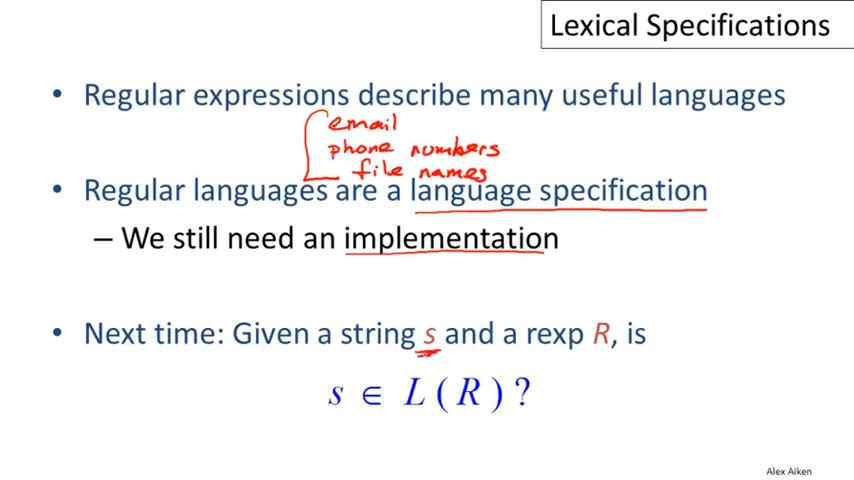 Lexical Specifications
• Regular expressions describe many useful languages
email
phone numbers
file names
• Regular languages are a language specification
– We still need an implementation
• Next time: Given a string s and a rexp R, is
s ∈ L ( R ) ?
Alex Aiken